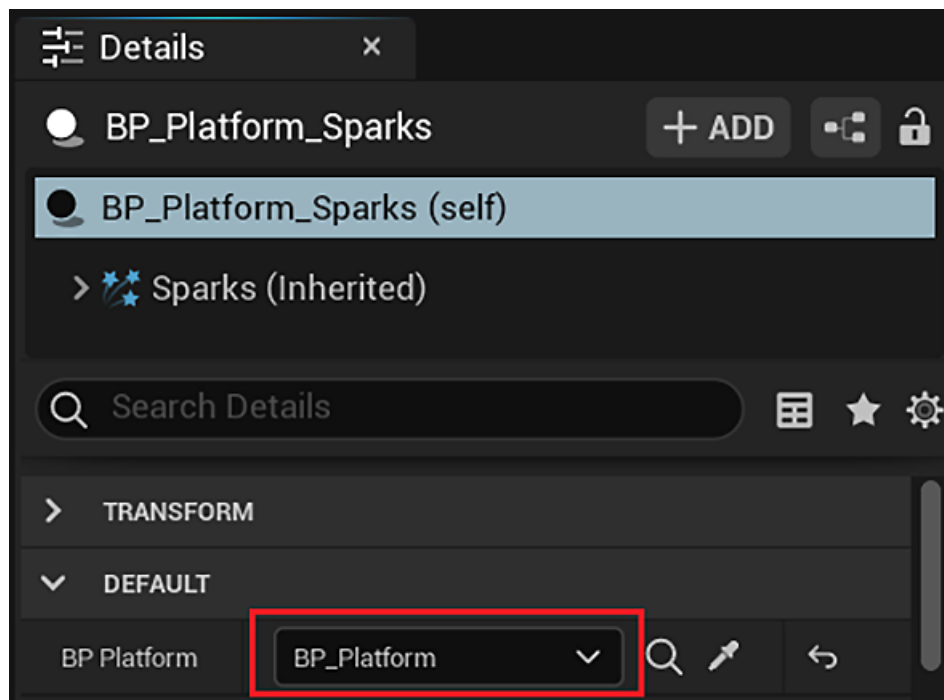 Details
BP_Platform_Sparks
ADD
BP_Platform_Sparks (self)
Sparks (Inherited)
Search Details
TRANSFORM
DEFAULT
BP Platform BP_Platform